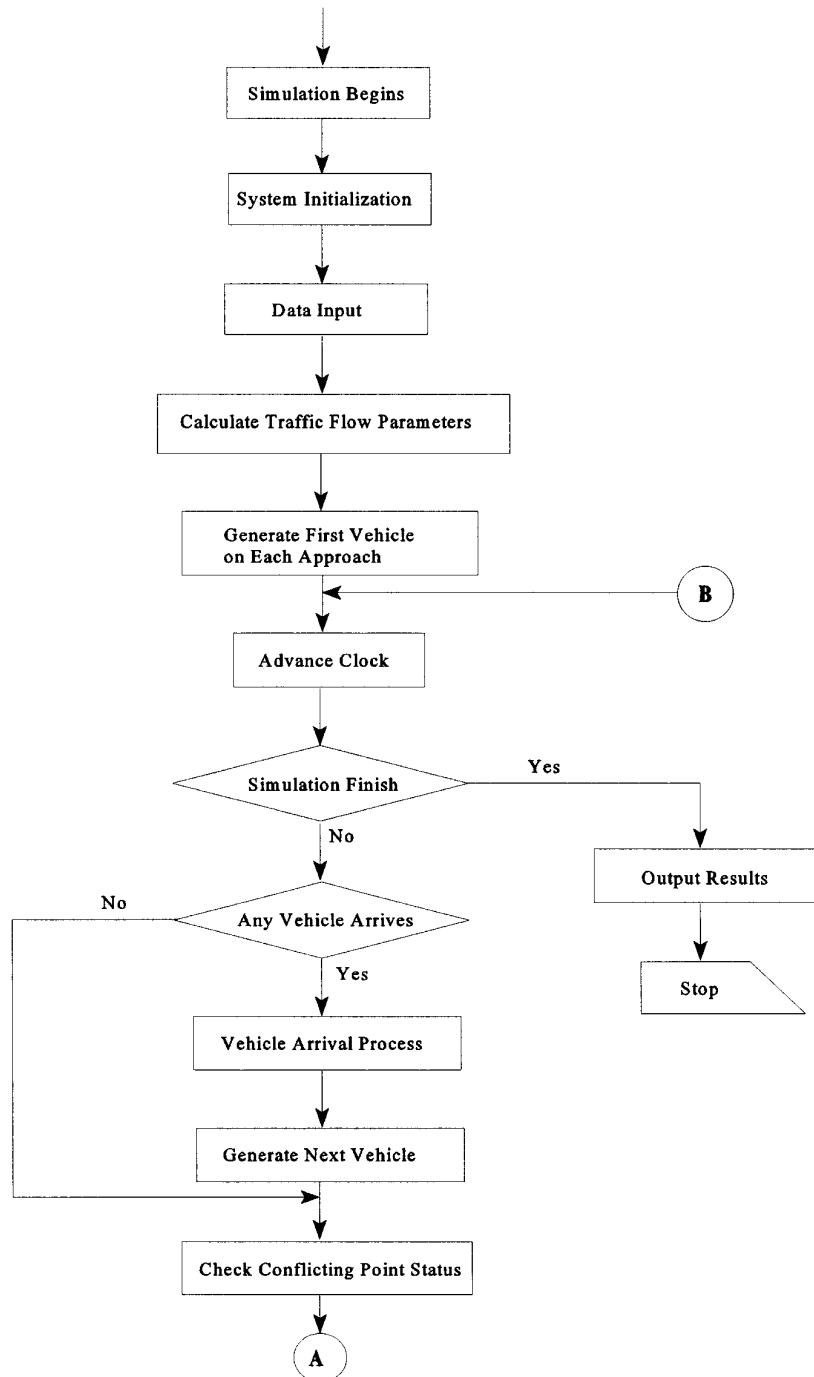 Simulation Begins
System Initialization
Data Input
Calculate Traffic Flow Parameters
Generate First Vehicle
on Each Approach
B
Advance Clock
Simulation Finish
Yes
No
Output Results
No
Any Vehicle Arrives
Yes
Stop
Vehicle Arrival Process
Generate Next Vehicle
Check Conflicting Point Status
A